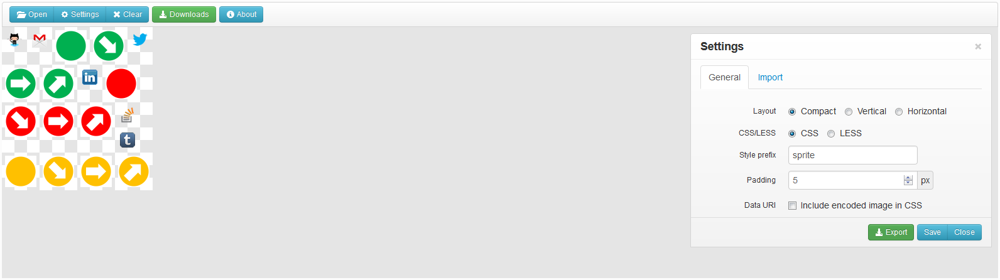 Open Settings Clear Downloads About
in
t
Settings ×
General Import
Layout Compact Vertical Horizontal
CSS/LESS CSS LESS
Style prefix sprite
Padding 5 px
Data URI Include encoded image in CSS
Export Save Close